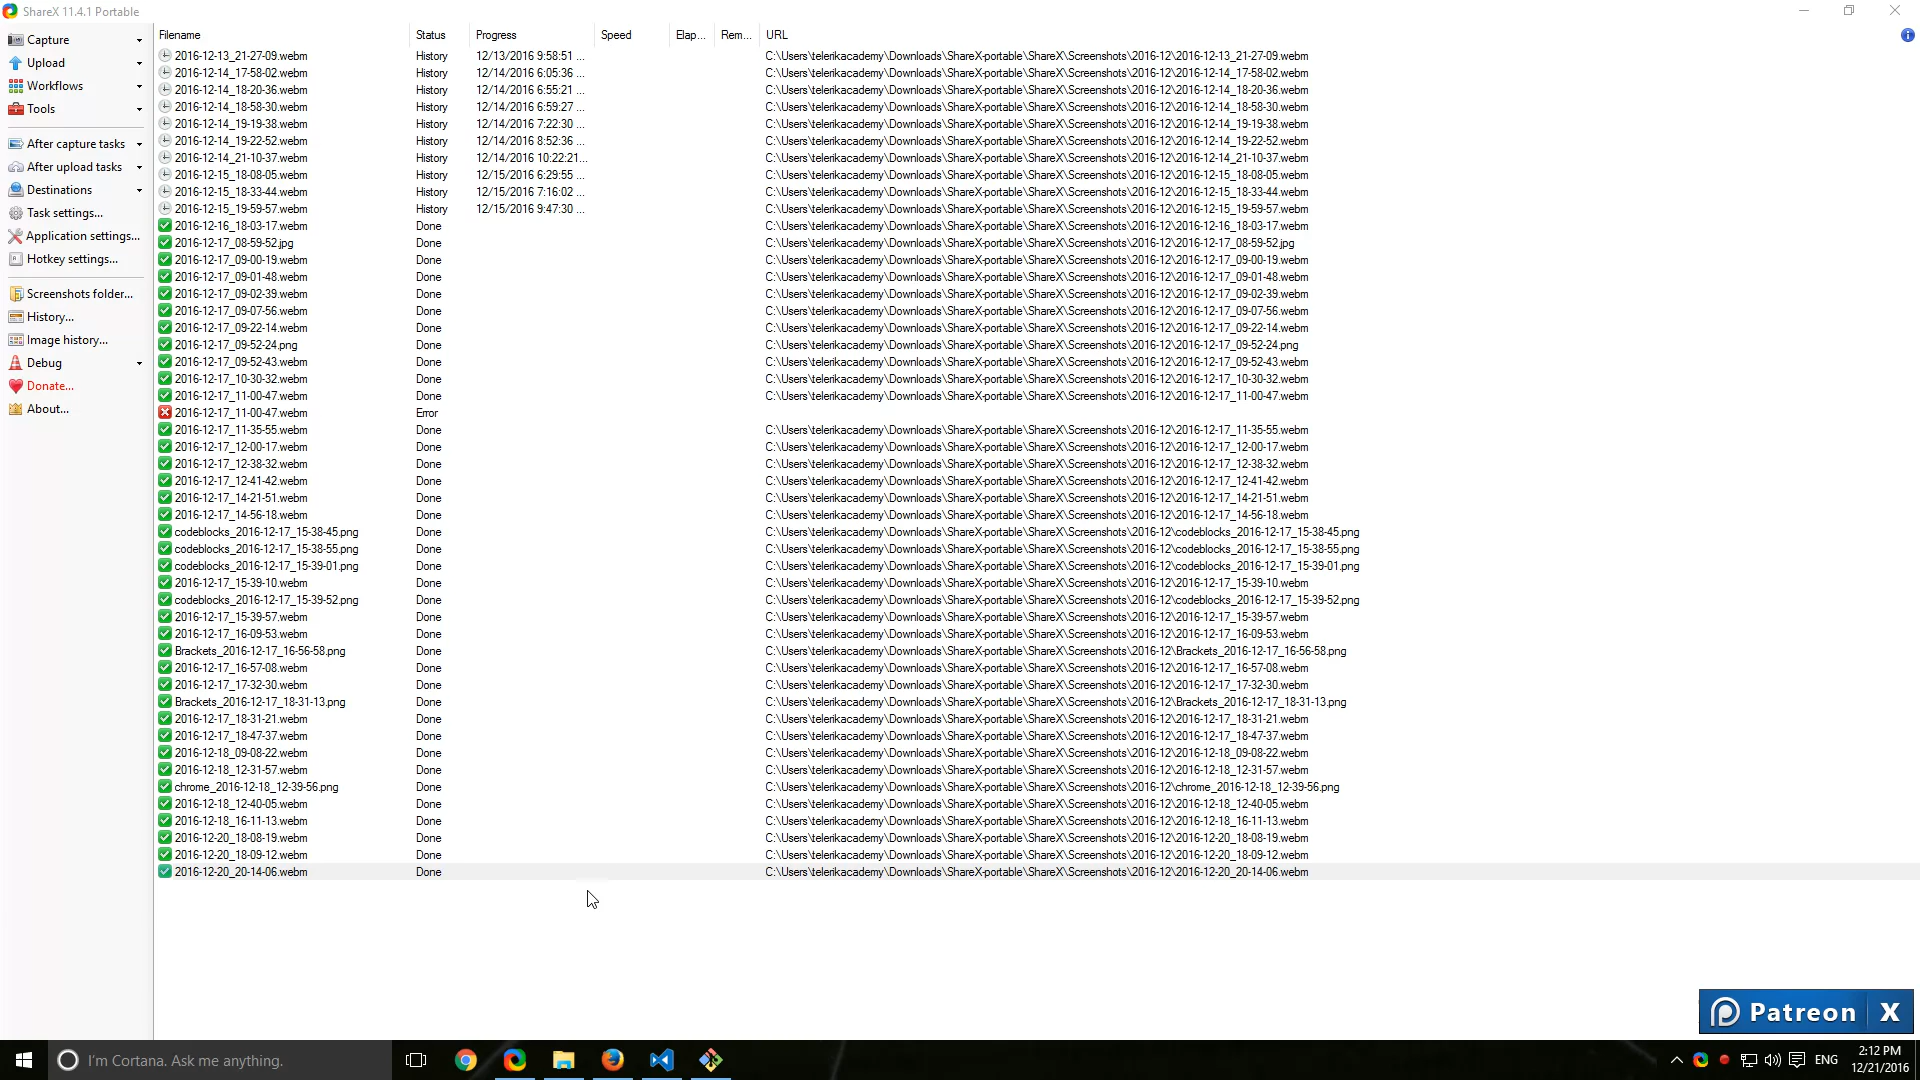 ShareX 11.4.1 Portable
Capture
Upload
Workflows
Tools
After capture tasks
After upload tasks
Destinations
Task settings...
Application settings...
Hotkey settings...
Screenshots folder...
History...
Image history...
Debug
Donate...
About...
Filename Status Progress Speed Elap... Rem... URL
2016-12-13_21-27-09.webm History 12/13/2016 9:58:51 ... C:\Users\telerikacademy\Downloads\ShareX-portable\ShareX\Screenshots\2016-12\2016-12-13_21-27-09.webm
2016-12-14_17-58-02.webm History 12/14/2016 6:05:36 ... C:\Users\telerikacademy\Downloads\ShareX-portable\ShareX\Screenshots\2016-12\2016-12-14_17-58-02.webm
2016-12-14_18-20-36.webm History 12/14/2016 6:55:21 ... C:\Users\telerikacademy\Downloads\ShareX-portable\ShareX\Screenshots\2016-12\2016-12-14_18-20-36.webm
2016-12-14_18-58-30.webm History 12/14/2016 6:59:27 ... C:\Users\telerikacademy\Downloads\ShareX-portable\ShareX\Screenshots\2016-12\2016-12-14_18-58-30.webm
2016-12-14_19-19-38.webm History 12/14/2016 7:22:30 ... C:\Users\telerikacademy\Downloads\ShareX-portable\ShareX\Screenshots\2016-12\2016-12-14_19-19-38.webm
2016-12-14_19-22-52.webm History 12/14/2016 8:52:36 ... C:\Users\telerikacademy\Downloads\ShareX-portable\ShareX\Screenshots\2016-12\2016-12-14_19-22-52.webm
2016-12-14_21-10-37.webm History 12/14/2016 10:22:21... C:\Users\telerikacademy\Downloads\ShareX-portable\ShareX\Screenshots\2016-12\2016-12-14_21-10-37.webm
2016-12-15_18-08-05.webm History 12/15/2016 6:29:55 ... C:\Users\telerikacademy\Downloads\ShareX-portable\ShareX\Screenshots\2016-12\2016-12-15_18-08-05.webm
2016-12-15_18-33-44.webm History 12/15/2016 7:16:02 ... C:\Users\telerikacademy\Downloads\ShareX-portable\ShareX\Screenshots\2016-12\2016-12-15_18-33-44.webm
2016-12-15_19-59-57.webm History 12/15/2016 9:47:30 ... C:\Users\telerikacademy\Downloads\ShareX-portable\ShareX\Screenshots\2016-12\2016-12-15_19-59-57.webm
2016-12-16_18-03-17.webm Done C:\Users\telerikacademy\Downloads\ShareX-portable\ShareX\Screenshots\2016-12\2016-12-16_18-03-17.webm
2016-12-17_08-59-52.jpg Done C:\Users\telerikacademy\Downloads\ShareX-portable\ShareX\Screenshots\2016-12\2016-12-17_08-59-52.jpg
2016-12-17_09-00-19.webm Done C:\Users\telerikacademy\Downloads\ShareX-portable\ShareX\Screenshots\2016-12\2016-12-17_09-00-19.webm
2016-12-17_09-01-48.webm Done C:\Users\telerikacademy\Downloads\ShareX-portable\ShareX\Screenshots\2016-12\2016-12-17_09-01-48.webm
2016-12-17_09-02-39.webm Done C:\Users\telerikacademy\Downloads\ShareX-portable\ShareX\Screenshots\2016-12\2016-12-17_09-02-39.webm
2016-12-17_09-07-56.webm Done C:\Users\telerikacademy\Downloads\ShareX-portable\ShareX\Screenshots\2016-12\2016-12-17_09-07-56.webm
2016-12-17_09-22-14.webm Done C:\Users\telerikacademy\Downloads\ShareX-portable\ShareX\Screenshots\2016-12\2016-12-17_09-22-14.webm
2016-12-17_09-52-24.png Done C:\Users\telerikacademy\Downloads\ShareX-portable\ShareX\Screenshots\2016-12\2016-12-17_09-52-24.png
2016-12-17_09-52-43.webm Done C:\Users\telerikacademy\Downloads\ShareX-portable\ShareX\Screenshots\2016-12\2016-12-17_09-52-43.webm
2016-12-17_10-30-32.webm Done C:\Users\telerikacademy\Downloads\ShareX-portable\ShareX\Screenshots\2016-12\2016-12-17_10-30-32.webm
2016-12-17_11-00-47.webm Done C:\Users\telerikacademy\Downloads\ShareX-portable\ShareX\Screenshots\2016-12\2016-12-17_11-00-47.webm
2016-12-17_11-00-47.webm Error
2016-12-17_11-35-55.webm Done C:\Users\telerikacademy\Downloads\ShareX-portable\ShareX\Screenshots\2016-12\2016-12-17_11-35-55.webm
2016-12-17_12-00-17.webm Done C:\Users\telerikacademy\Downloads\ShareX-portable\ShareX\Screenshots\2016-12\2016-12-17_12-00-17.webm
2016-12-17_12-38-32.webm Done C:\Users\telerikacademy\Downloads\ShareX-portable\ShareX\Screenshots\2016-12\2016-12-17_12-38-32.webm
2016-12-17_12-41-42.webm Done C:\Users\telerikacademy\Downloads\ShareX-portable\ShareX\Screenshots\2016-12\2016-12-17_12-41-42.webm
2016-12-17_14-21-51.webm Done C:\Users\telerikacademy\Downloads\ShareX-portable\ShareX\Screenshots\2016-12\2016-12-17_14-21-51.webm
2016-12-17_14-56-18.webm Done C:\Users\telerikacademy\Downloads\ShareX-portable\ShareX\Screenshots\2016-12\2016-12-17_14-56-18.webm
codeblocks_2016-12-17_15-38-45.png Done C:\Users\telerikacademy\Downloads\ShareX-portable\ShareX\Screenshots\2016-12\codeblocks_2016-12-17_15-38-45.png
codeblocks_2016-12-17_15-38-55.png Done C:\Users\telerikacademy\Downloads\ShareX-portable\ShareX\Screenshots\2016-12\codeblocks_2016-12-17_15-38-55.png
codeblocks_2016-12-17_15-39-01.png Done C:\Users\telerikacademy\Downloads\ShareX-portable\ShareX\Screenshots\2016-12\codeblocks_2016-12-17_15-39-01.png
2016-12-17_15-39-10.webm Done C:\Users\telerikacademy\Downloads\ShareX-portable\ShareX\Screenshots\2016-12\2016-12-17_15-39-10.webm
codeblocks_2016-12-17_15-39-52.png Done C:\Users\telerikacademy\Downloads\ShareX-portable\ShareX\Screenshots\2016-12\codeblocks_2016-12-17_15-39-52.png
2016-12-17_15-39-57.webm Done C:\Users\telerikacademy\Downloads\ShareX-portable\ShareX\Screenshots\2016-12\2016-12-17_15-39-57.webm
2016-12-17_16-09-53.webm Done C:\Users\telerikacademy\Downloads\ShareX-portable\ShareX\Screenshots\2016-12\2016-12-17_16-09-53.webm
Brackets_2016-12-17_16-56-58.png Done C:\Users\telerikacademy\Downloads\ShareX-portable\ShareX\Screenshots\2016-12\Brackets_2016-12-17_16-56-58.png
2016-12-17_16-57-08.webm Done C:\Users\telerikacademy\Downloads\ShareX-portable\ShareX\Screenshots\2016-12\2016-12-17_16-57-08.webm
2016-12-17_17-32-30.webm Done C:\Users\telerikacademy\Downloads\ShareX-portable\ShareX\Screenshots\2016-12\2016-12-17_17-32-30.webm
Brackets_2016-12-17_18-31-13.png Done C:\Users\telerikacademy\Downloads\ShareX-portable\ShareX\Screenshots\2016-12\Brackets_2016-12-17_18-31-13.png
2016-12-17_18-31-21.webm Done C:\Users\telerikacademy\Downloads\ShareX-portable\ShareX\Screenshots\2016-12\2016-12-17_18-31-21.webm
2016-12-17_18-47-37.webm Done C:\Users\telerikacademy\Downloads\ShareX-portable\ShareX\Screenshots\2016-12\2016-12-17_18-47-37.webm
2016-12-18_09-08-22.webm Done C:\Users\telerikacademy\Downloads\ShareX-portable\ShareX\Screenshots\2016-12\2016-12-18_09-08-22.webm
2016-12-18_12-31-57.webm Done C:\Users\telerikacademy\Downloads\ShareX-portable\ShareX\Screenshots\2016-12\2016-12-18_12-31-57.webm
chrome_2016-12-18_12-39-56.png Done C:\Users\telerikacademy\Downloads\ShareX-portable\ShareX\Screenshots\2016-12\chrome_2016-12-18_12-39-56.png
2016-12-18_12-40-05.webm Done C:\Users\telerikacademy\Downloads\ShareX-portable\ShareX\Screenshots\2016-12\2016-12-18_12-40-05.webm
2016-12-18_16-11-13.webm Done C:\Users\telerikacademy\Downloads\ShareX-portable\ShareX\Screenshots\2016-12\2016-12-18_16-11-13.webm
2016-12-20_18-08-19.webm Done C:\Users\telerikacademy\Downloads\ShareX-portable\ShareX\Screenshots\2016-12\2016-12-20_18-08-19.webm
2016-12-20_18-09-12.webm Done C:\Users\telerikacademy\Downloads\ShareX-portable\ShareX\Screenshots\2016-12\2016-12-20_18-09-12.webm
2016-12-20_20-14-06.webm Done C:\Users\telerikacademy\Downloads\ShareX-portable\ShareX\Screenshots\2016-12\2016-12-20_20-14-06.webm
Patreon X
I'm Cortana. Ask me anything.
ENG
2:12 PM
12/21/2016